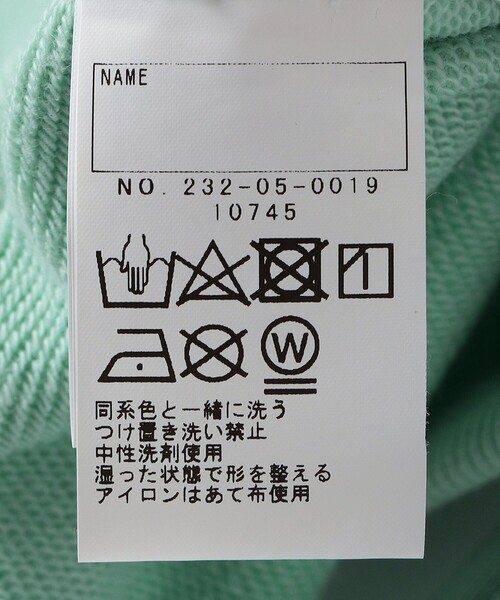 NAME
NO. 232-05-0019
10745
W
同系色と一緒に洗う
つけ置き洗い禁止
中性洗剤使用
湿った状態で形を整える
アイロンはあて布使用